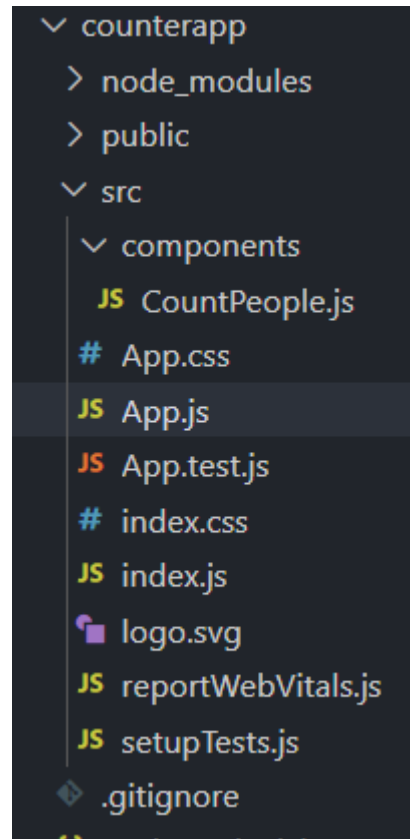 counterapp
node_modules
public
src
components
JS CountPeople.js
# App.css
JS App.js
JS App.test.js
# index.css
JS index.js
logo.svg
JS reportWebVitals.js
JS setupTests.js
.gitignore